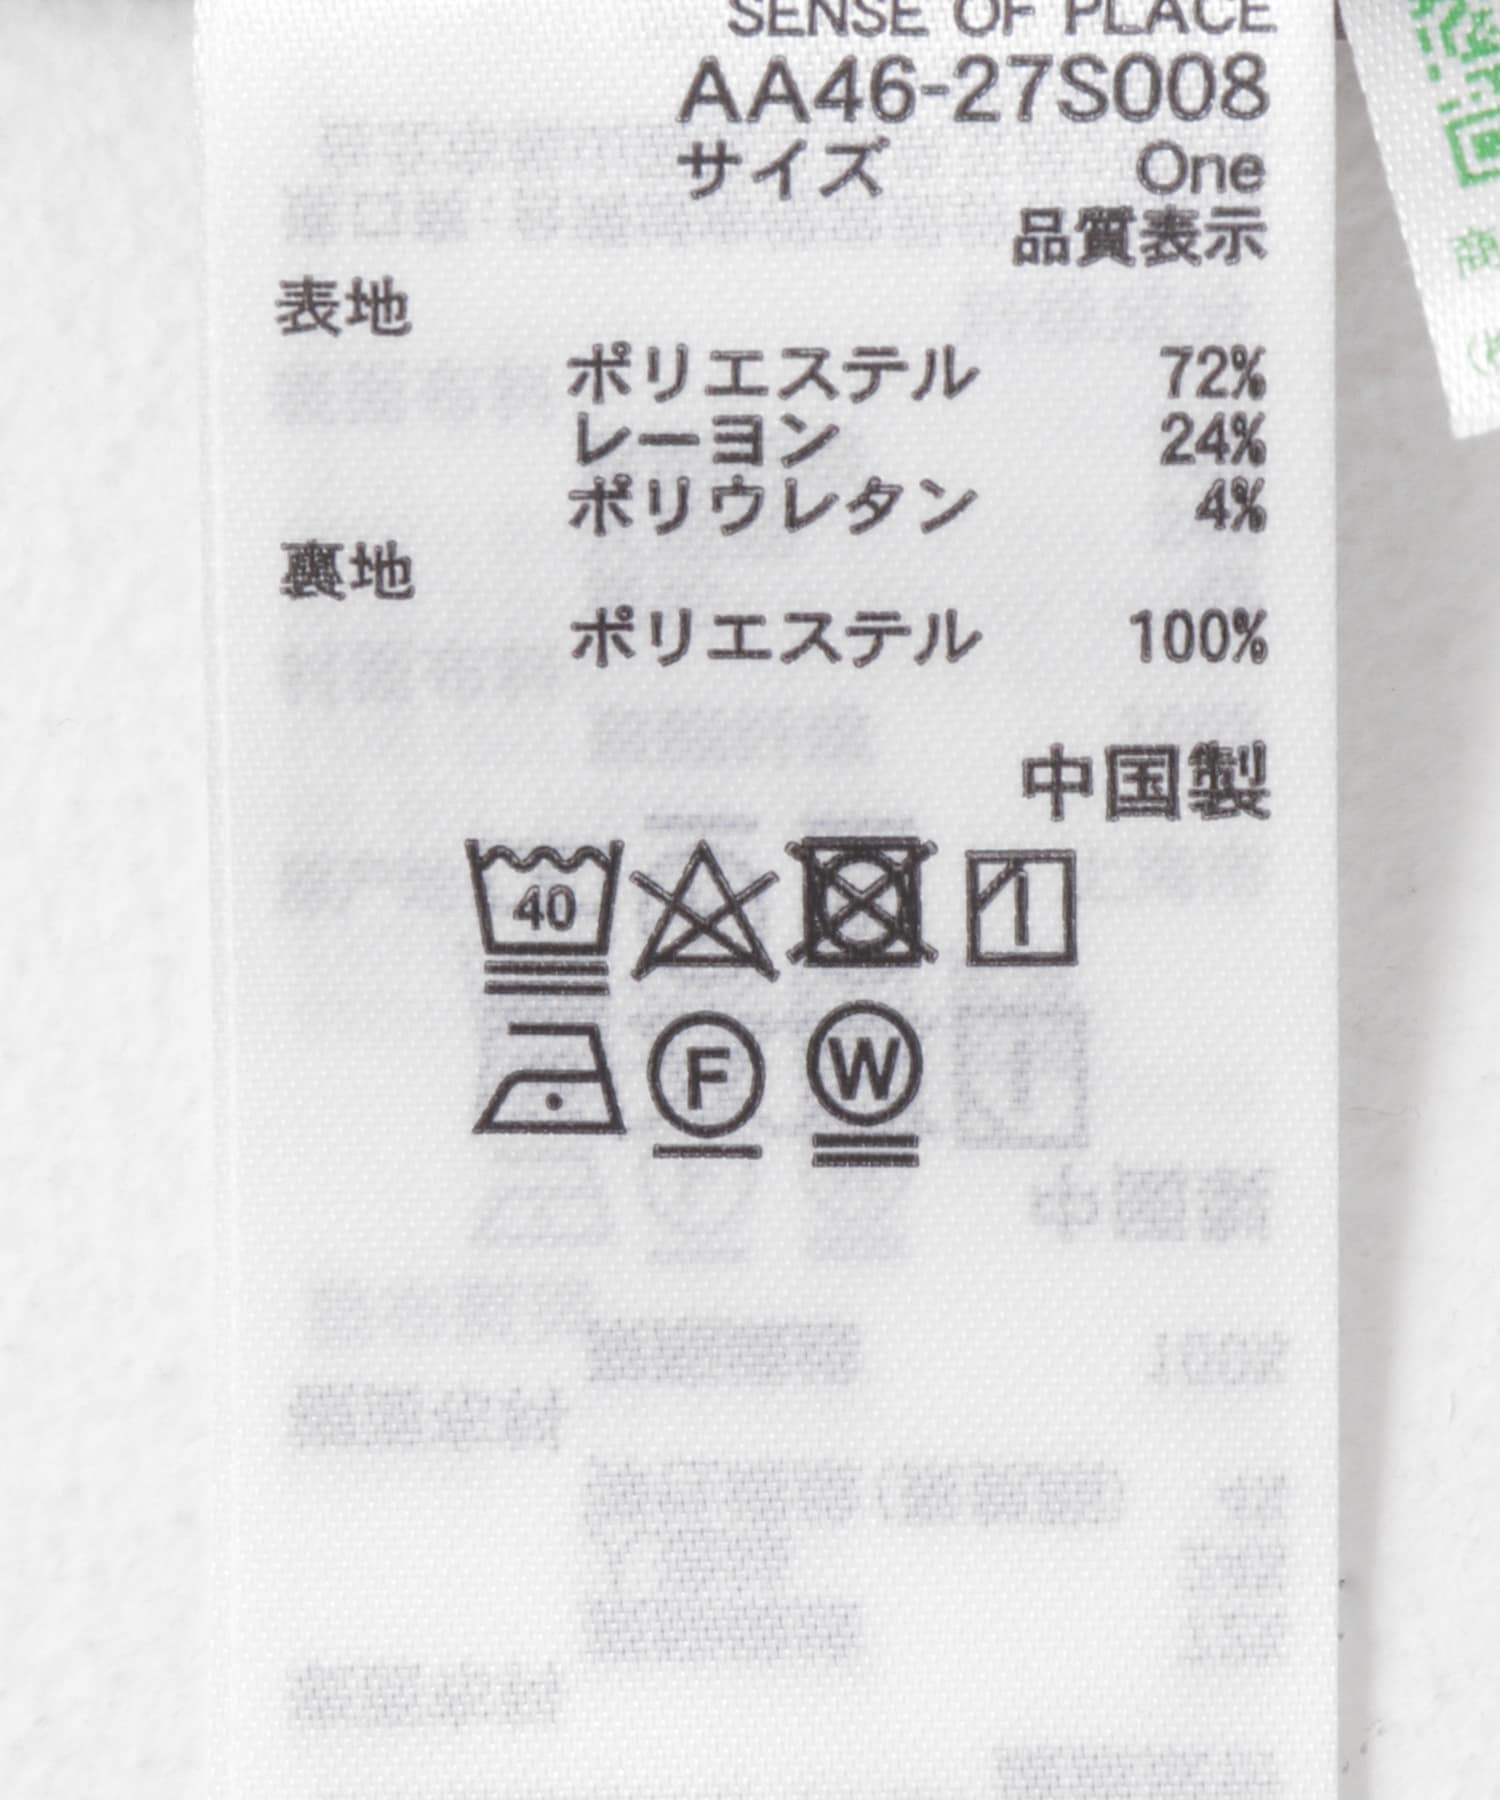 SENSE OF PLACE
AA46-27S008
サイズ One
品質表示
表地
ポリエステル 72%
レーヨン 24%
ポリウレタン 4%
裏地
ポリエステル 100%
中国製
40
F W